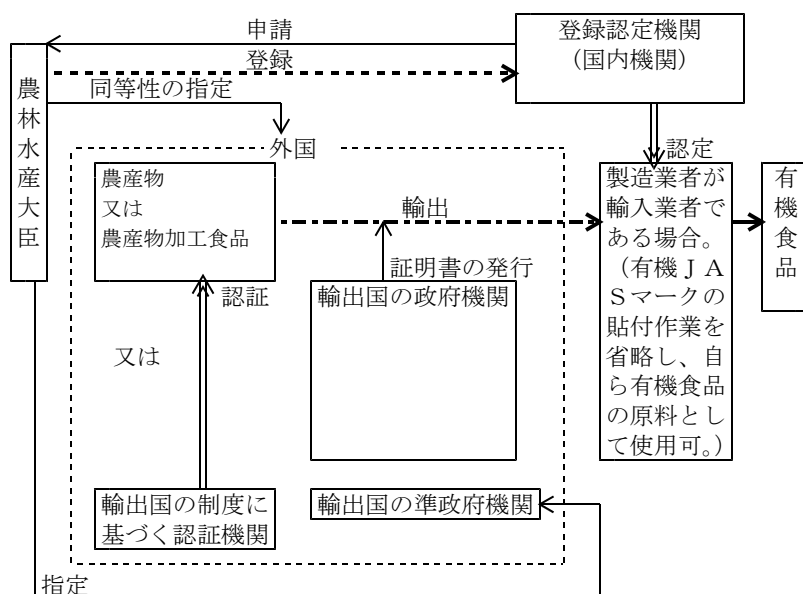 申請
登録
同等性の指定
農
林
水
産
大
臣
登録認定機関
（国内機関）
認定
外国
農産物
又は
農産物加工食品
輸出
証明書の発行
認証
又は
輸出国の政府機関
輸出国の制度に
基づく認証機関
輸出国の準政府機関
製造業者が
輸入業者で
ある場合。
（有機ＪＡ
Ｓマークの
貼付作業を
省略し、自
ら有機食品
の原料とし
て使用可。）
有
機
食
品
指定